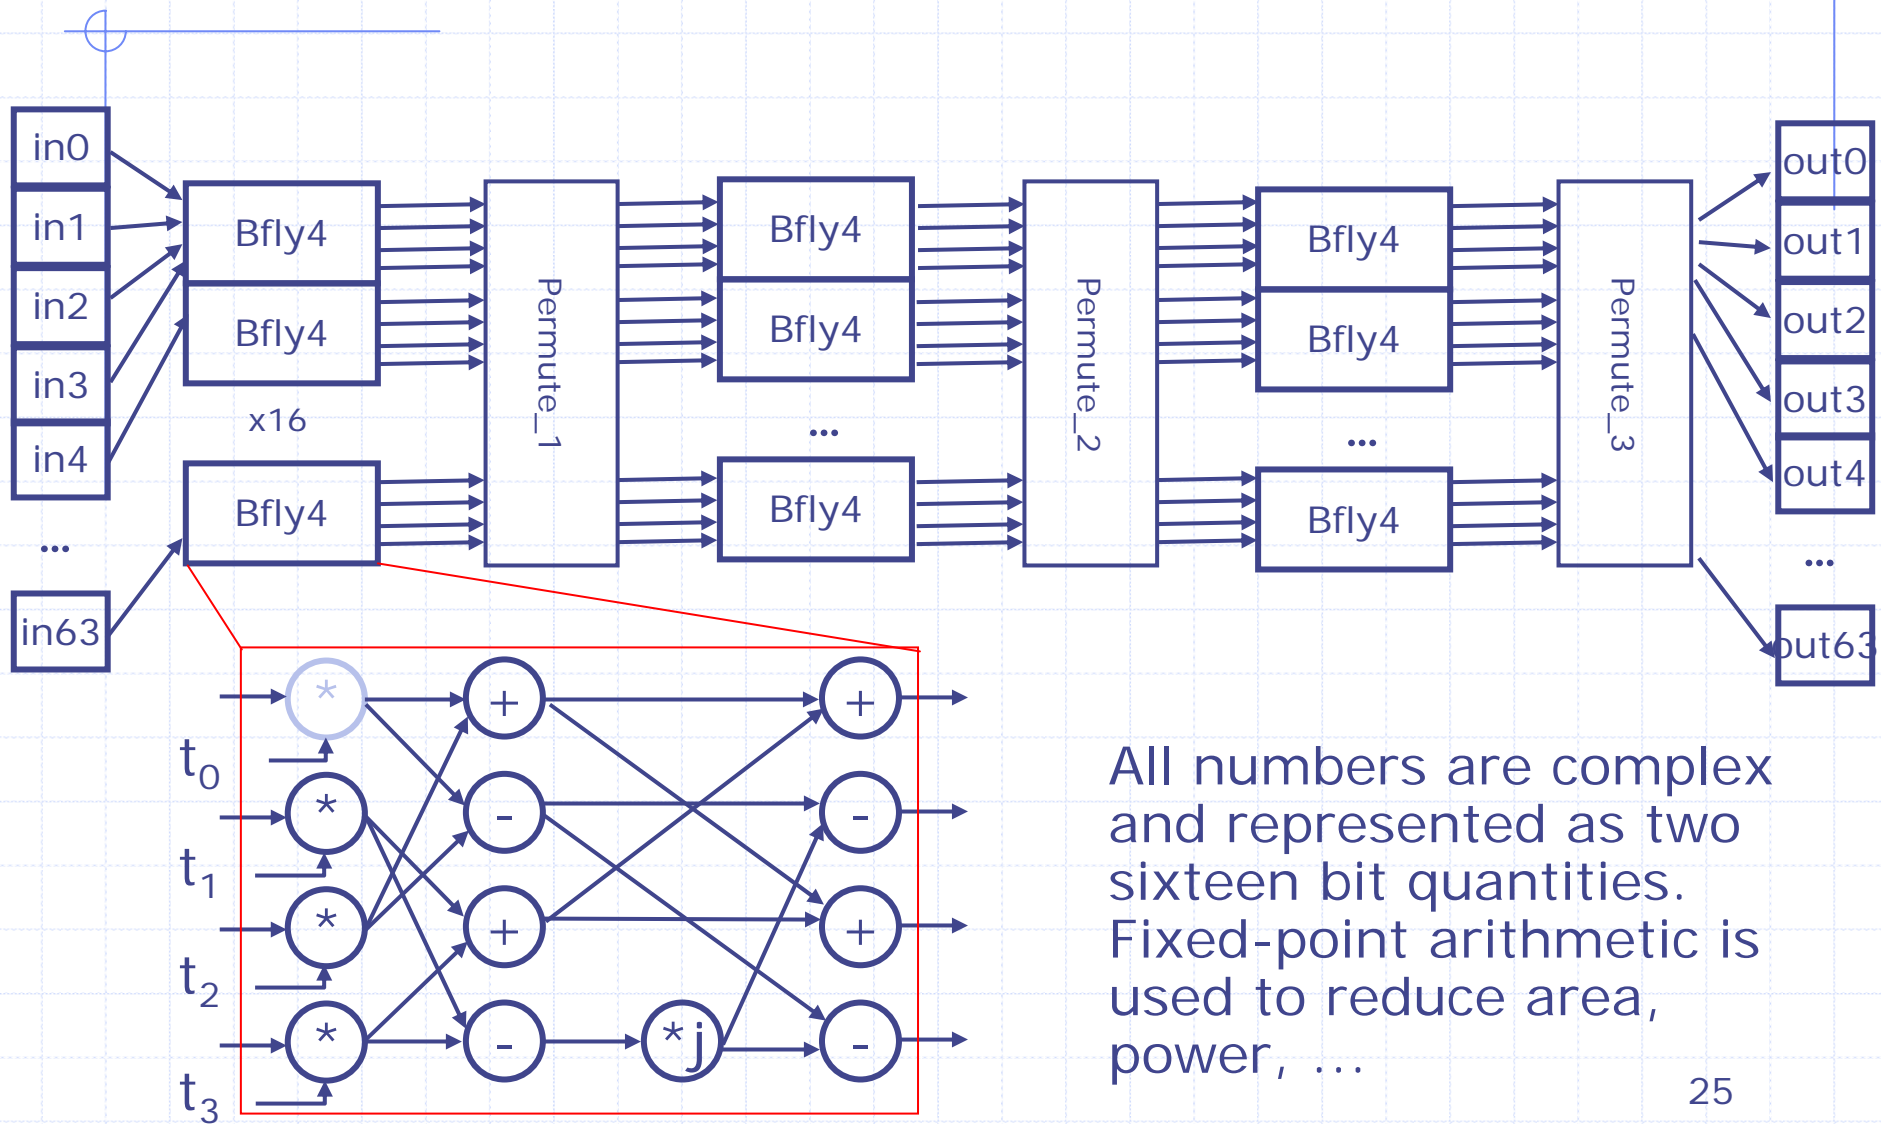 in0
in1
in2
in3
in4
...
in63
Bfly4
Bfly4
x16
Bfly4
Permute_1
Bfly4
Bfly4
...
Bfly4
Permute_2
Bfly4
Bfly4
...
Bfly4
Permute_3
out0
out1
out2
out3
out4
...
out63
* + +
t0
* - -
t1
* + +
t2
* - *j -
t3
All numbers are complex
and represented as two
sixteen bit quantities.
Fixed-point arithmetic is
used to reduce area,
power, ...
25